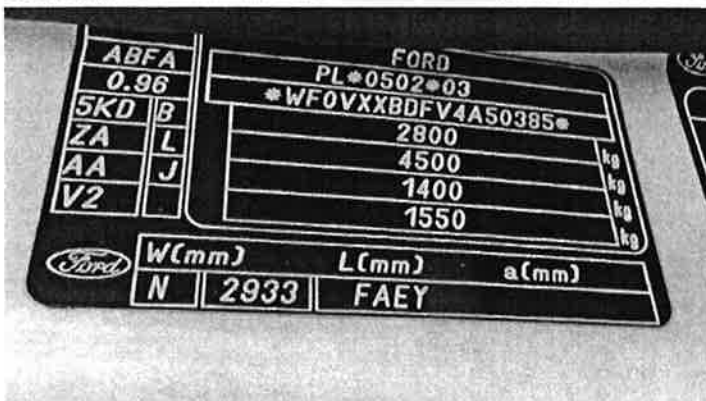 ABFA
0.96
5KD B
ZA L
AA J
V2
FORD
PL*0502*03
*WF0VXXBDFV4A50385*
2800 kg
4500 kg
1400 kg
1550 kg
Ford
W(mm) L(mm) a(mm)
N 2933 FAEY